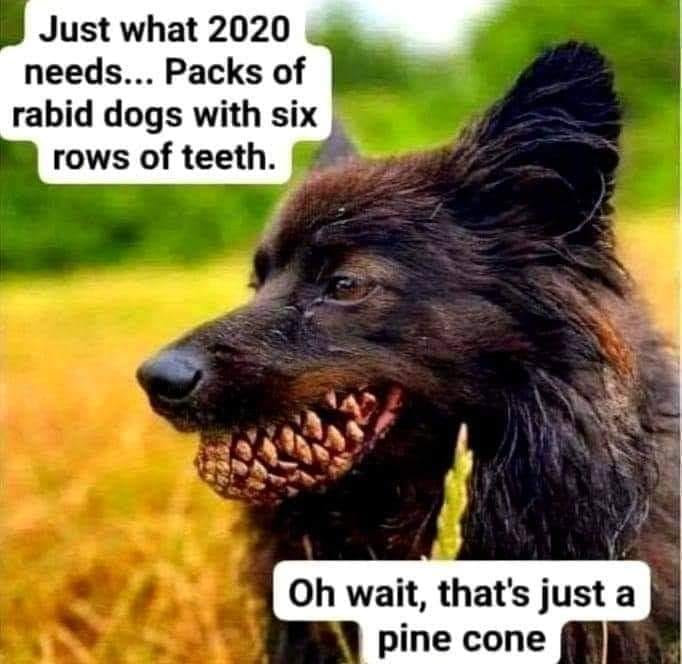 Just what 2020
needs... Packs of
rabid dogs with six
rows of teeth.
Oh wait, that's just a
pine cone